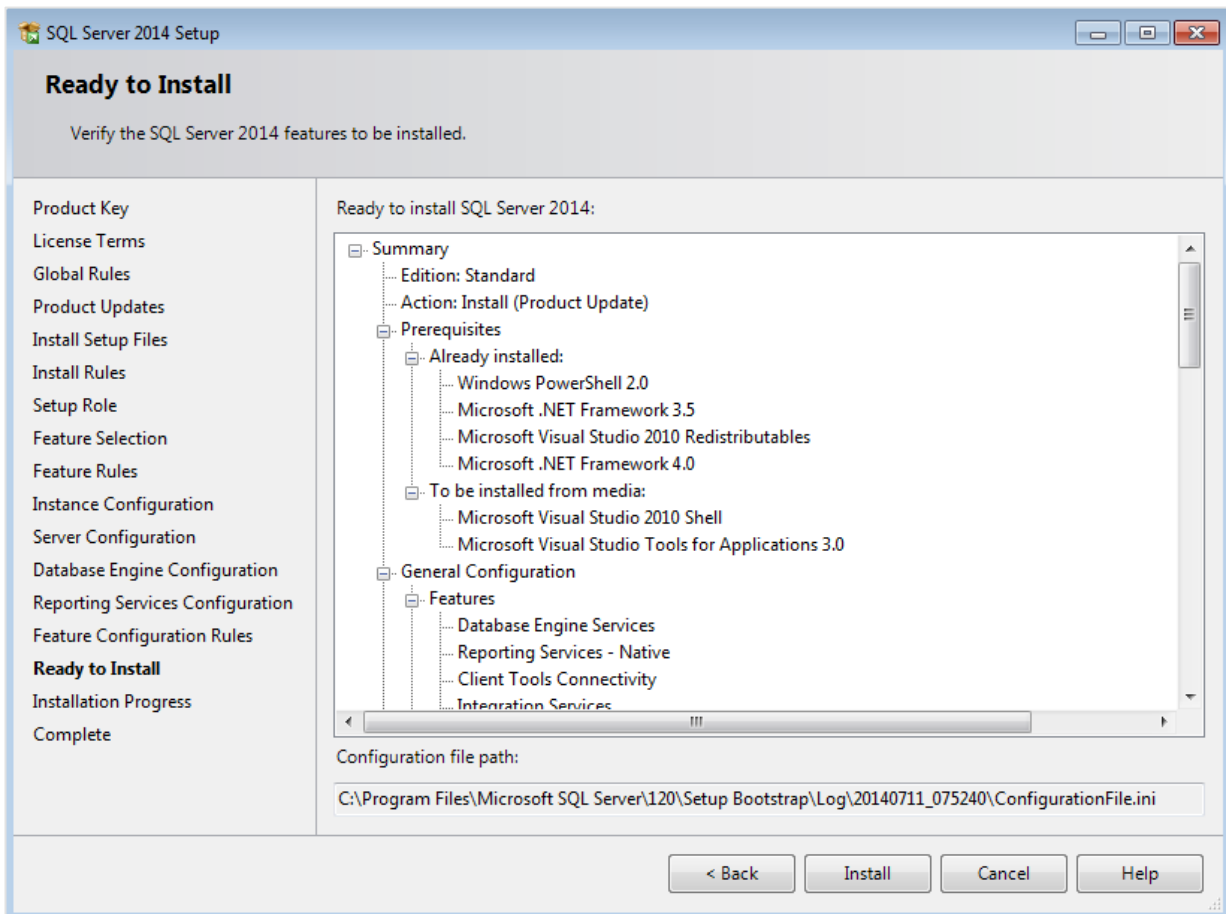 SQL Server 2014 Setup
Ready to Install
Verify the SQL Server 2014 features to be installed.
Product Key
License Terms
Global Rules
Product Updates
Install Setup Files
Install Rules
Setup Role
Feature Selection
Feature Rules
Instance Configuration
Server Configuration
Database Engine Configuration
Reporting Services Configuration
Feature Configuration Rules
Ready to Install
Installation Progress
Complete
Ready to install SQL Server 2014:
Summary
Edition: Standard
Action: Install (Product Update)
Prerequisites
Already installed:
Windows PowerShell 2.0
Microsoft .NET Framework 3.5
Microsoft Visual Studio 2010 Redistributables
Microsoft .NET Framework 4.0
To be installed from media:
Microsoft Visual Studio 2010 Shell
Microsoft Visual Studio Tools for Applications 3.0
General Configuration
Features
Database Engine Services
Reporting Services - Native
Client Tools Connectivity
Integration Services
Configuration file path:
C:\Program Files\Microsoft SQL Server\120\Setup Bootstrap\Log\20140711_075240\ConfigurationFile.ini
< Back
Install
Cancel
Help